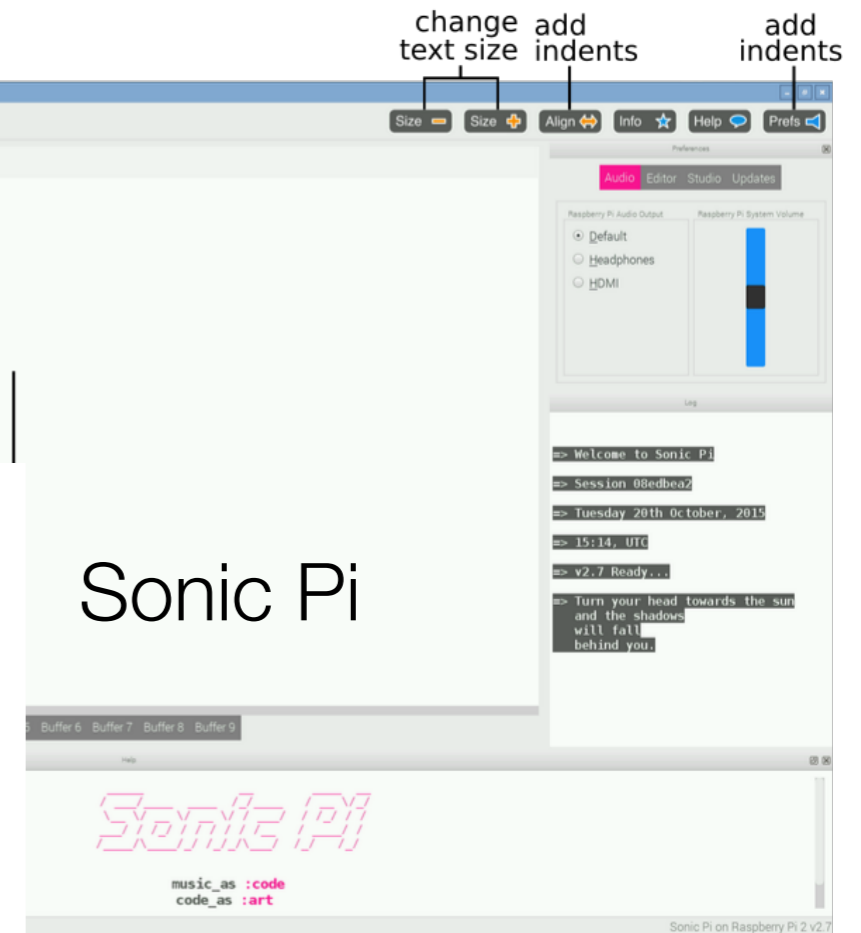 change add add
text size indents indents
Size Size Align Info Help Prefs
Preferences
Audio Editor Studio Updates
Raspberry Pi Audio Output Raspberry Pi System Volume
Default
Headphones
HDMI
Log
=> Welcome to Sonic Pi
=> Session 08edbea2
=> Tuesday 20th October, 2015
=> 15:14, UTC
=> v2.7 Ready...
=> Turn your head towards the sun
and the shadows
will fall
behind you.
Sonic Pi
5 Buffer 6 Buffer 7 Buffer 8 Buffer 9
Help
Sonic Pi
music_as :code
code_as :art
Sonic Pi on Raspberry Pi 2 v2.7